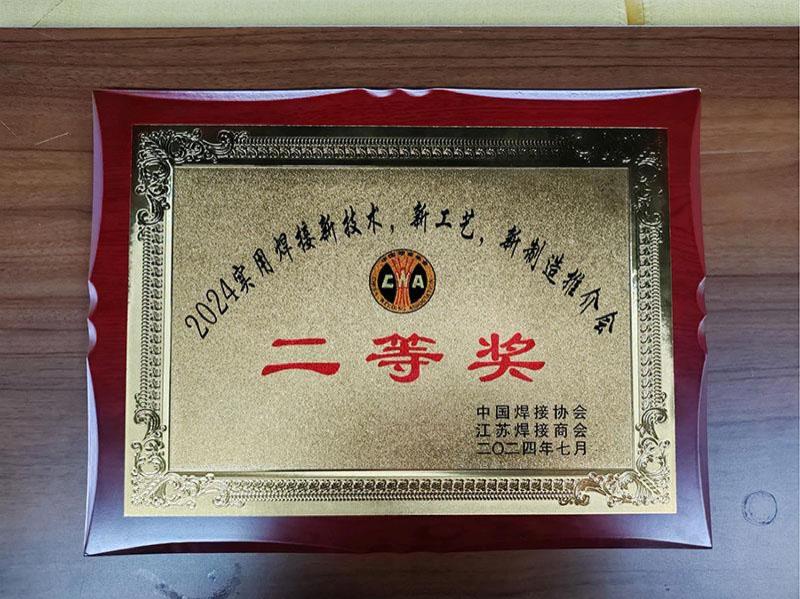 2024实用焊接新技术，新工艺，新制造推介会
CWA
二等奖
中国焊接协会
江苏焊接商会
二〇二四年七月